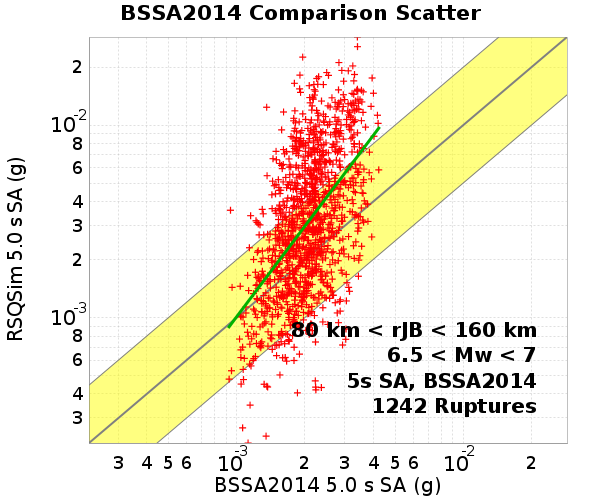 BSSA2014 Comparison Scatter
RSQSim 5.0 s SA (g)
2
10-2
8
6
4
3
2
10-3
8
6
4
3
80 km < rJB < 160 km
6.5 < Mw < 7
5s SA, BSSA2014
1242 Ruptures
3 4 5 6 8 10-3 2 3 4 5 6 8 10-2 2
BSSA2014 5.0 s SA (g)